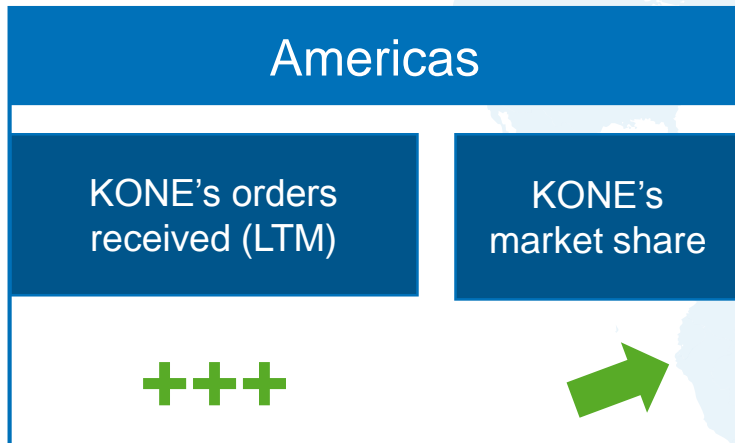 Americas
KONE's orders
received (LTM)
KONE's
market share
+++